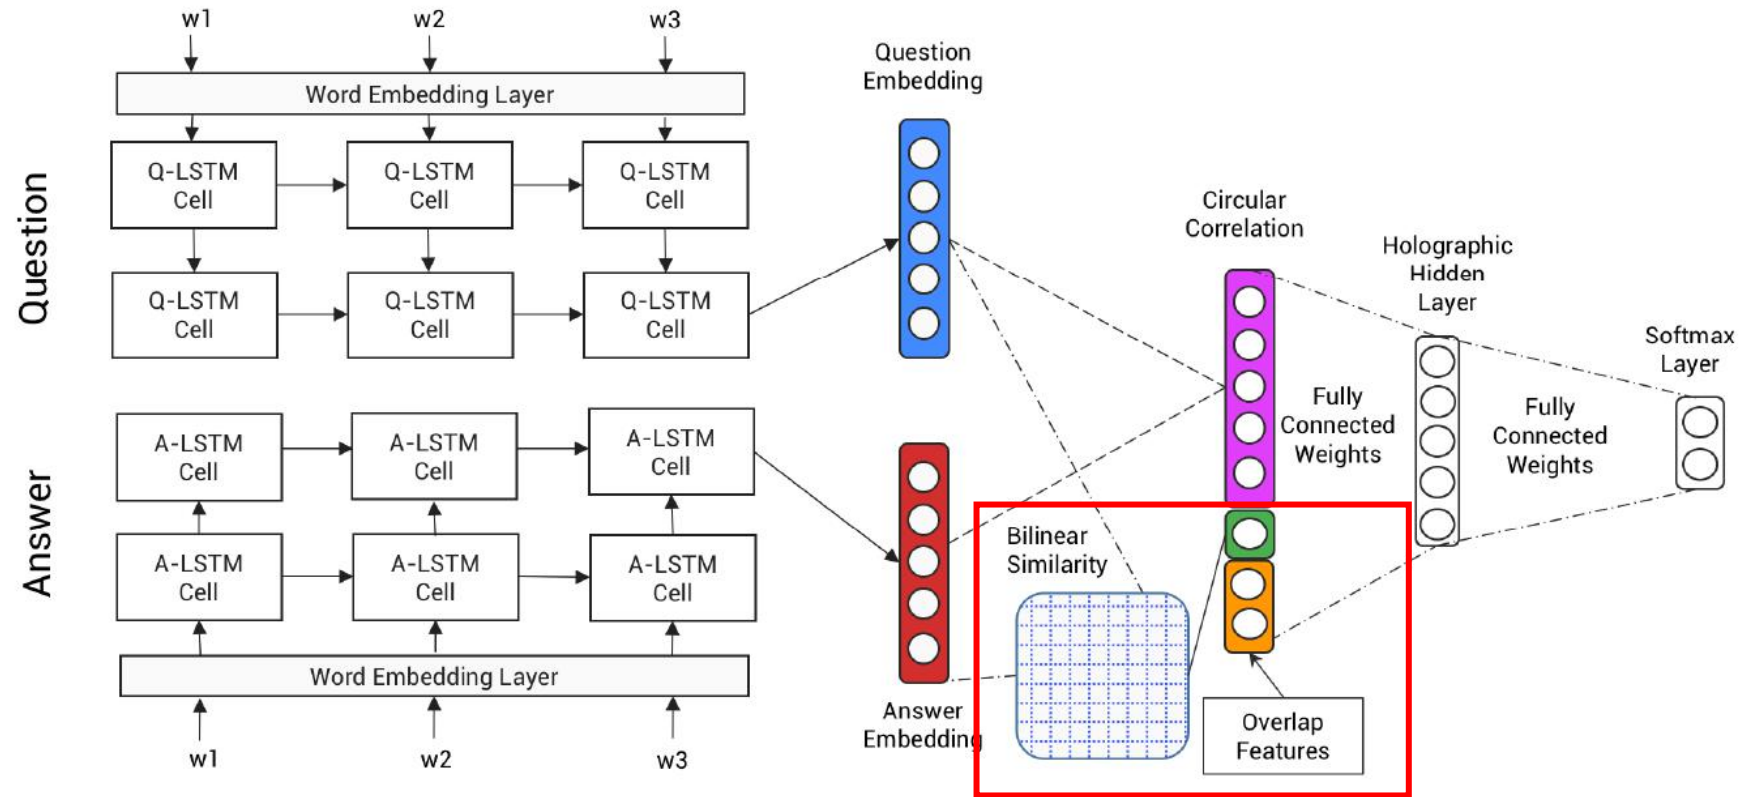 w1
w2
w3
Word Embedding Layer
Q-LSTM
Cell
Q-LSTM
Cell
Q-LSTM
Cell
Q-LSTM
Cell
Q-LSTM
Cell
Q-LSTM
Cell
Question
Answer
A-LSTM
Cell
A-LSTM
Cell
A-LSTM
Cell
A-LSTM
Cell
A-LSTM
Cell
A-LSTM
Cell
Word Embedding Layer
w1
w2
w3
Question
Embedding
Answer
Embedding
Bilinear
Similarity
Circular
Correlation
Overlap
Features
Fully
Connected
Weights
Holographic
Hidden
Layer
Fully
Connected
Weights
Softmax
Layer